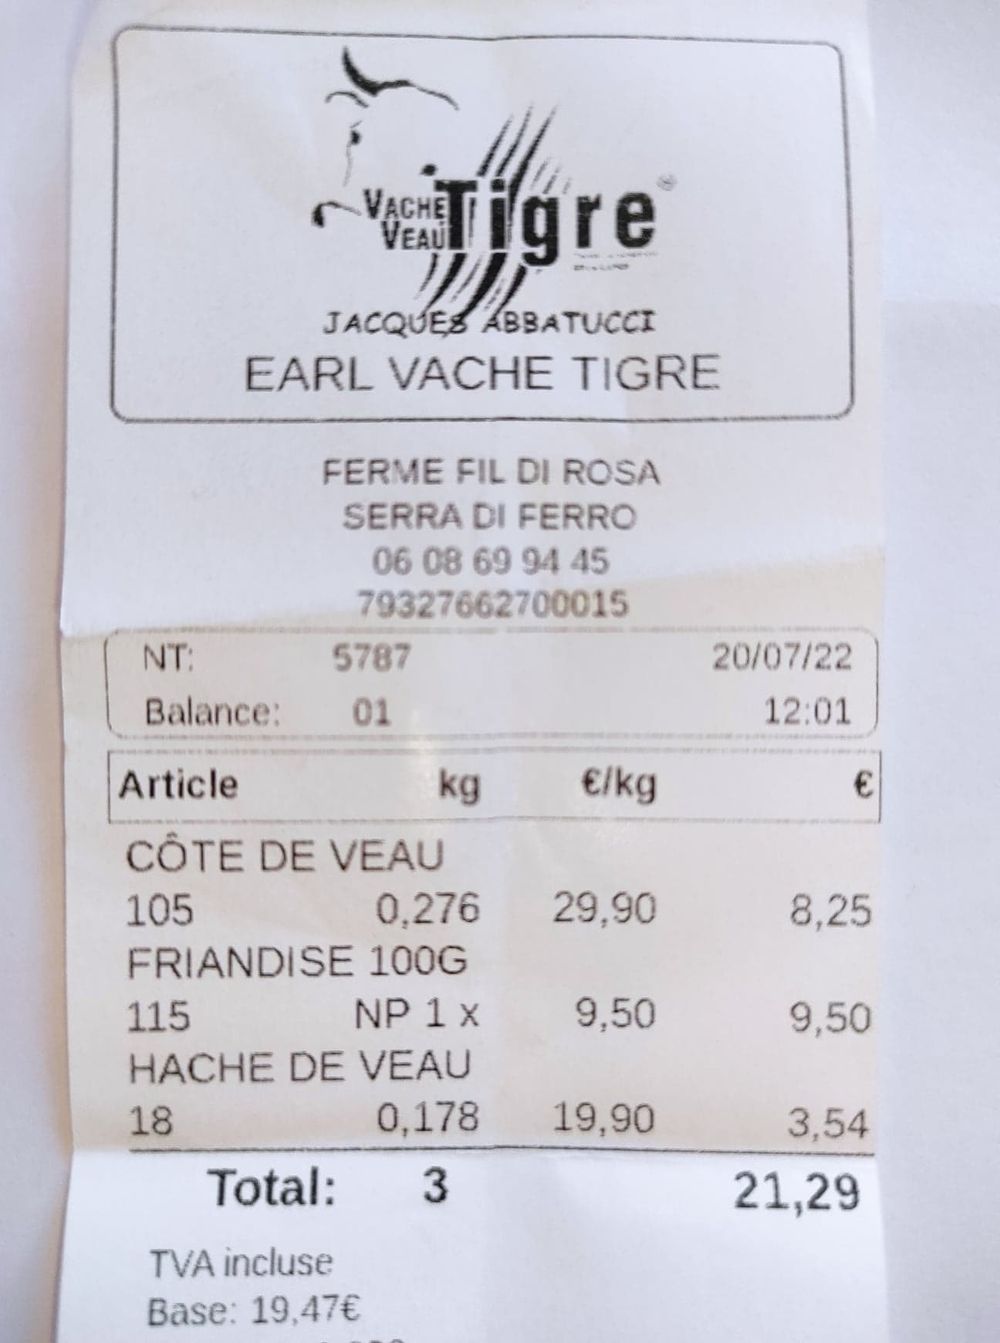 VACHE
VEAU
Tigre®
JACQUES ABBATUCCI
EARL VACHE TIGRE
FERME FIL DI ROSA
SERRA DI FERRO
06 08 69 94 45
79327662700015
NT: 5787 20/07/22
Balance: 01 12:01
Article kg €/kg €
CÔTE DE VEAU
105 0,276 29,90 8,25
FRIANDISE 100G
115 NP 1 x 9,50 9,50
HACHE DE VEAU
18 0,178 19,90 3,54
Total: 3 21,29
TVA incluse
Base: 19,47€